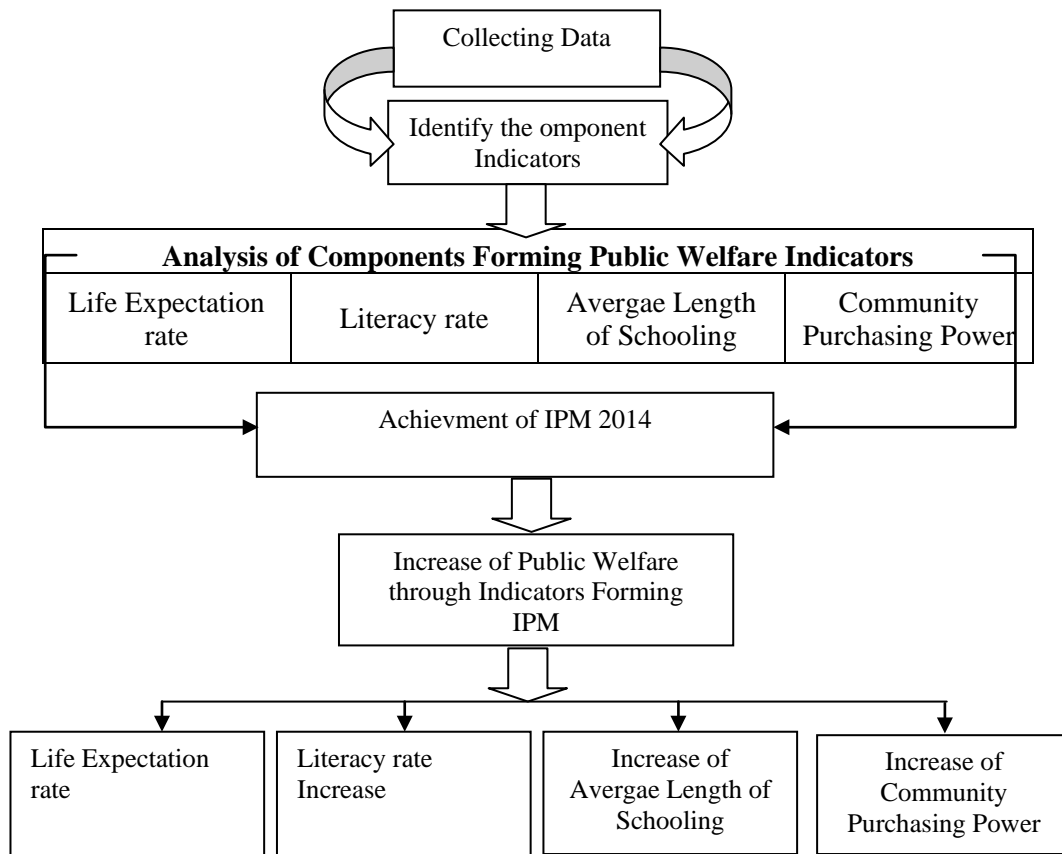 Collecting Data
Identify the omponent
Indicators
Analysis of Components Forming Public Welfare Indicators
Life Expectation
rate
Literacy rate
Avergae Length
of Schooling
Community
Purchasing Power
Achievment of IPM 2014
Increase of Public Welfare
through Indicators Forming
IPM
Life Expectation
rate
Literacy rate
Increase
Increase of
Avergae Length of
Schooling
Increase of
Community
Purchasing Power